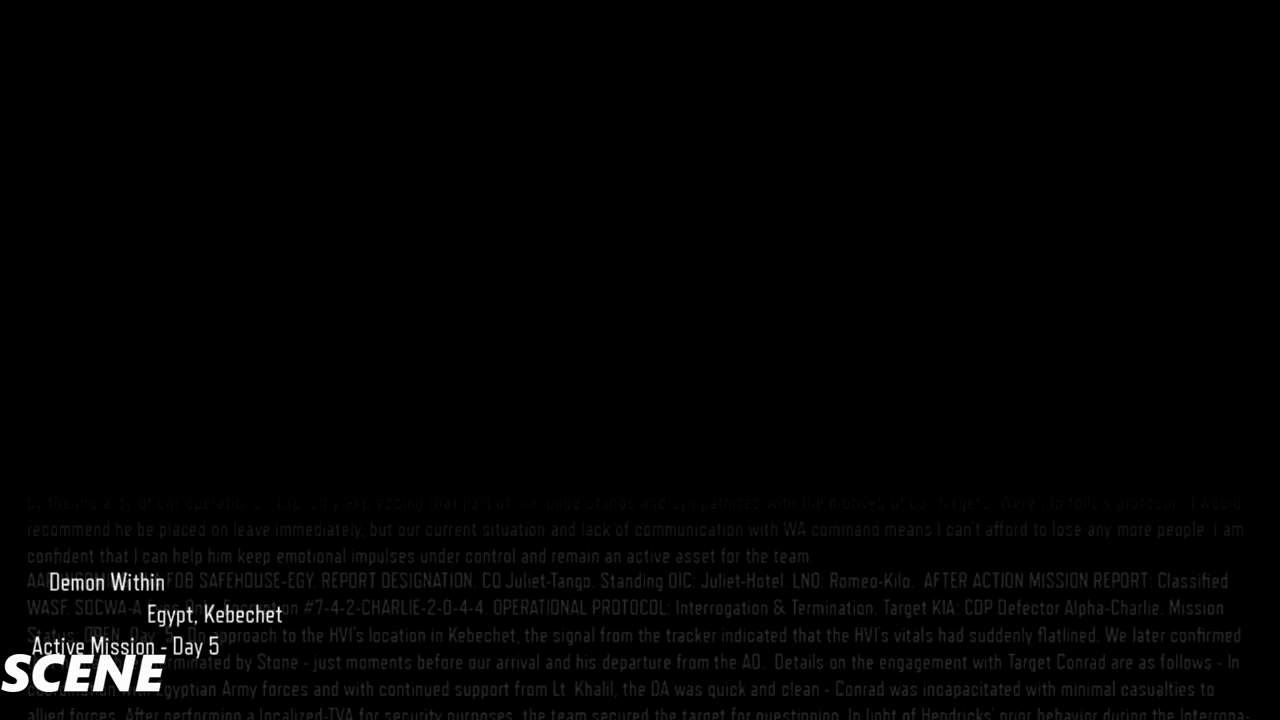 recommend he be placed on leave immediately, but our current situation and lack of communication with WA command means I can't afford to lose any more people. I am
confident that I can help him keep emotional impulses under control and remain an active asset for the team.
FOB SAFEHOUSE-EGY. REPORT DESIGNATION. CO Juliet-Tango. Standing OIC: Juliet-Hotel. LNO: Romeo-Kilo. AFTER ACTION MISSION REPORT: Classified
Demon Within
WASF SOCWA-A #7-4-2-CHARLIE-2-0-4-4. OPERATIONAL PROTOCOL: Interrogation & Termination. Target KIA: CDP Defector Alpha-Charlie. Mission
Egypt, Kebechet
approach to the HVI's location in Kebechet, the signal from the tracker indicated that the HVI's vitals had suddenly flatlined. We later confirmed
Active Mission - Day 5
by Stone - just moments before our arrival and his departure from the AO. Details on the engagement with Target Conrad are as follows - In
SCENE
Egyptian Army forces and with continued support from Lt. Khalil, the DA was quick and clean - Conrad was incapacitated with minimal casualties to
allied forces. After performing a localized-TVA for security purposes, the team secured the target for questioning. In light of Hendricks' prior behavior during the Interroga-